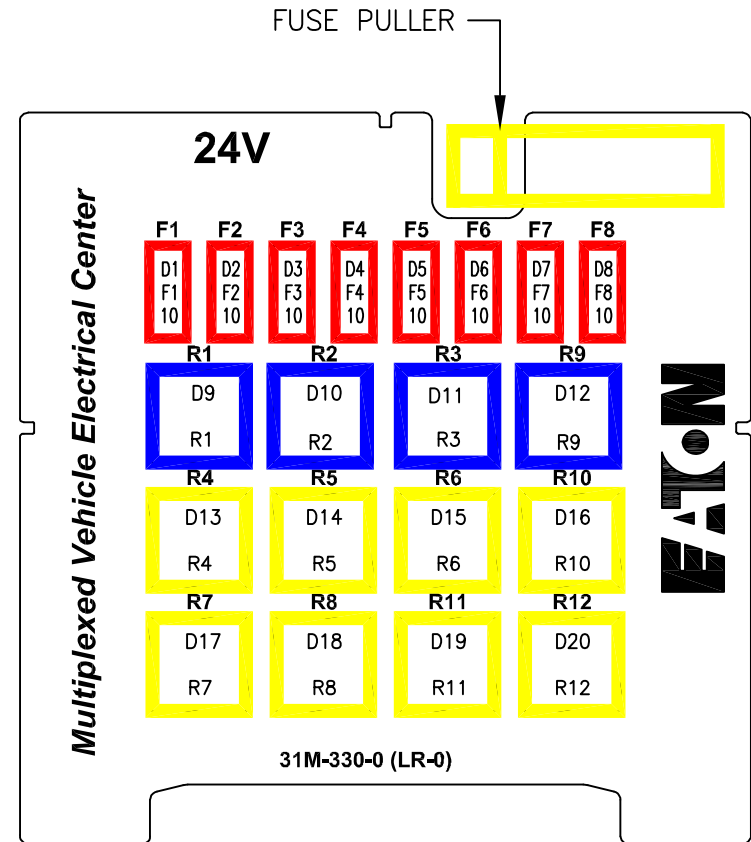 FUSE PULLER
24V
Multiplexed Vehicle Electrical Center
F1 F2 F3 F4 F5 F6 F7 F8
D1 D2 D3 D4 D5 D6 D7 D8
F1 F2 F3 F4 F5 F6 F7 F8
10 10 10 10 10 10 10 10
R1 R2 R3 R9
D9 D10 D11 D12
R1 R2 R3 R9
R4 R5 R6 R10
D13 D14 D15 D16
R4 R5 R6 R10
R7 R8 R11 R12
D17 D18 D19 D20
R7 R8 R11 R12
EATON
31M-330-0 (LR-0)